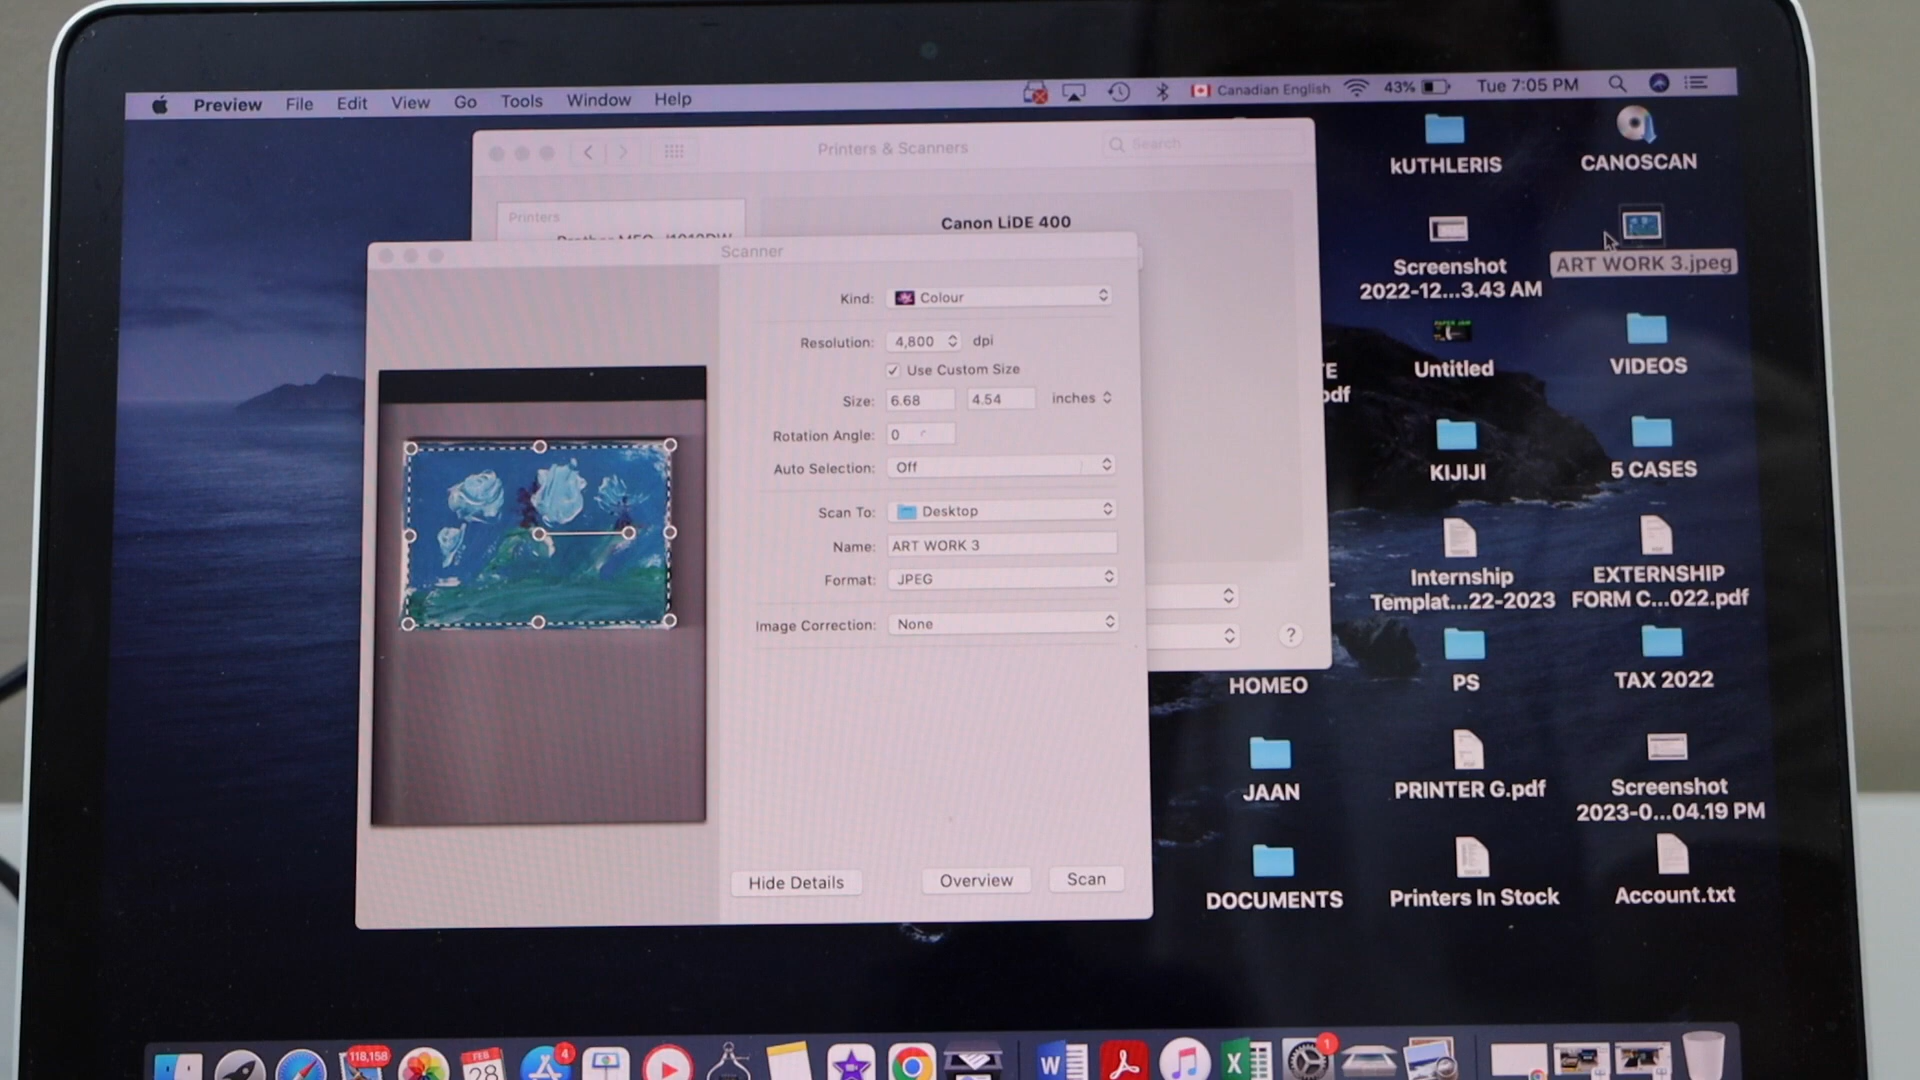 Preview File Edit View Go Tools Window Help
Canadian English 43% Tue 7:05 PM
Printers & Scanners
Search
Printers
Canon LiDE 400
Scanner
Kind: Colour
Resolution: 4,800 dpi
Use Custom Size
Size: 6.68 4.54 inches
Rotation Angle: 0
Auto Selection: Off
Scan To: Desktop
Name: ART WORK 3
Format: JPEG
Image Correction: None
Hide Details Overview Scan
?
kUTHLERIS
CANOSCAN
Screenshot
2022-12...3.43 AM
ART WORK 3.jpeg
Untitled
VIDEOS
KIJIJI
5 CASES
Internship
Templat...22-2023
EXTERNSHIP
FORM C...022.pdf
HOMEO
PS
TAX 2022
JAAN
PRINTER G.pdf
Screenshot
2023-0...04.19 PM
DOCUMENTS
Printers In Stock
Account.txt
118,158
FEB
28
4
W
X
1